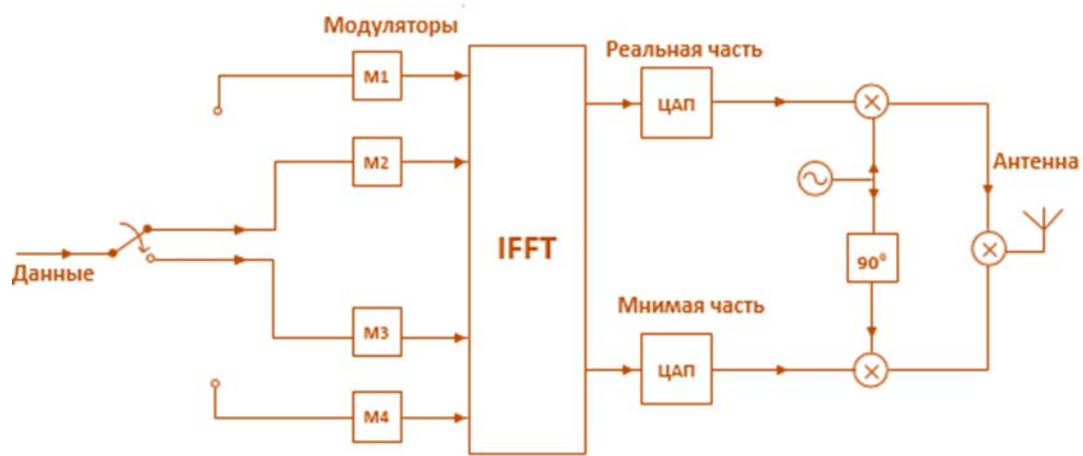 Модуляторы
M1
M2
M3
M4
Данные
IFFT
Реальная часть
ЦАП
Мнимая часть
ЦАП
90°
Антенна